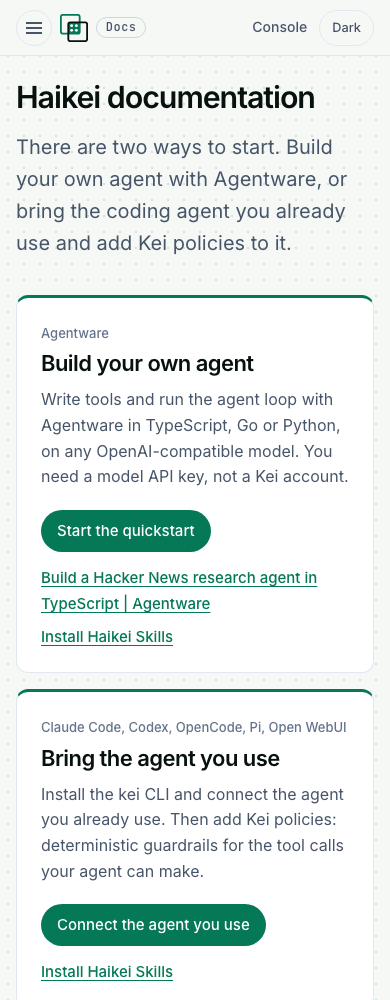 Docs
Console
Dark
Haikei documentation
There are two ways to start. Build
your own agent with Agentware, or
bring the coding agent you already
use and add Kei policies to it.
Agentware
Build your own agent
Write tools and run the agent loop with
Agentware in TypeScript, Go or Python,
on any OpenAI-compatible model. You
need a model API key, not a Kei account.
Start the quickstart
Build a Hacker News research agent in
TypeScript | Agentware
Install Haikei Skills
Claude Code, Codex, OpenCode, Pi, Open WebUI
Bring the agent you use
Install the kei CLI and connect the agent
you already use. Then add Kei policies:
deterministic guardrails for the tool calls
your agent can make.
Connect the agent you use
Install Haikei Skills